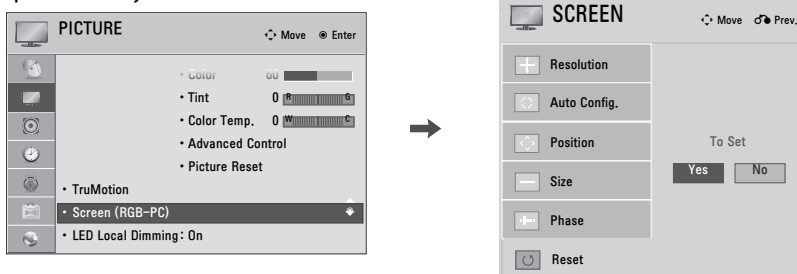 PICTURE
Move Enter
• Color 60
• Tint 0 R G
• Color Temp. 0 W C
• Advanced Control
• Picture Reset
• TruMotion
• Screen (RGB-PC)
• LED Local Dimming : On
SCREEN
Move Prev.
Resolution
Auto Config.
Position
Size
Phase
Reset
To Set
Yes No